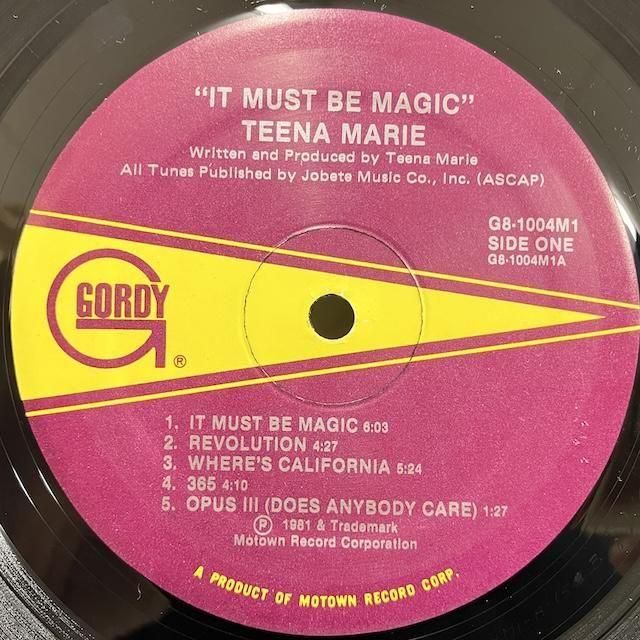 "IT MUST BE MAGIC"
TEENA MARIE
Written and Produced by Teena Marie
All Tunes Published by Jobete Music Co., Inc. (ASCAP)
G8-1004M1
SIDE ONE
G8-1004M1A
GORDY
G
®
1. IT MUST BE MAGIC 6:03
2. REVOLUTION 4:27
3. WHERE'S CALIFORNIA 5:24
4. 365 4:10
5. OPUS III (DOES ANYBODY CARE) 1:27
Ⓟ 1981 & Trademark
Motown Record Corporation
A PRODUCT OF MOTOWN RECORD CORP.